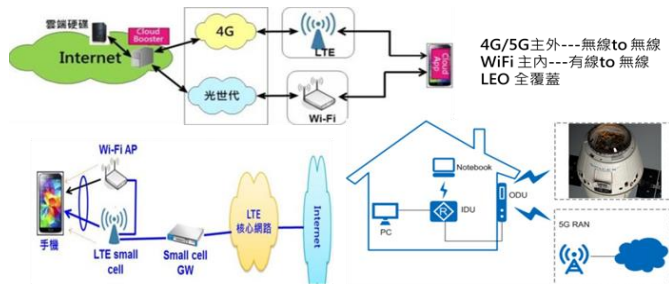 雲端硬碟
Cloud
Booster
Internet
4G
LTE
光世代
Wi-Fi
Cloud
App
4G/5G主外---無線to 無線
WiFi 主內---有線to 無線
LEO 全覆蓋
Wi-Fi AP
手機
LTE small
cell
Small cell
GW
LTE
核心網路
Internet
Notebook
PC
R
IDU
ODU
5G RAN